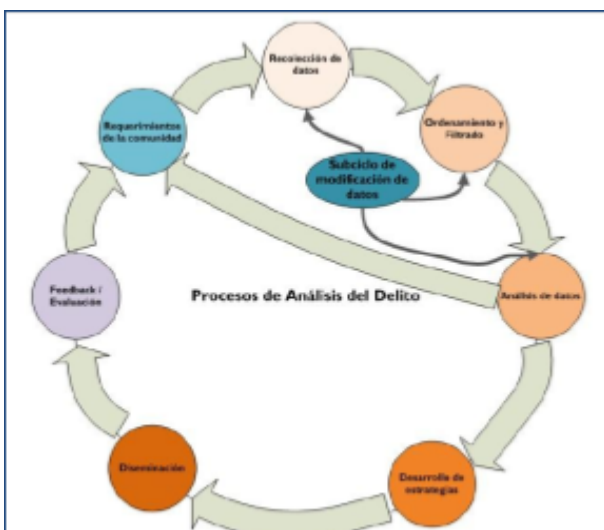 Recolección de
datos
Requerimientos
de la comunidad
Ordenamiento y
Filtrado
Subciclo de
modificación de
datos
Feedback /
Evaluación
Procesos de Análisis del Delito
Análisis de datos
Diseminación
Desarrollo de
estrategias